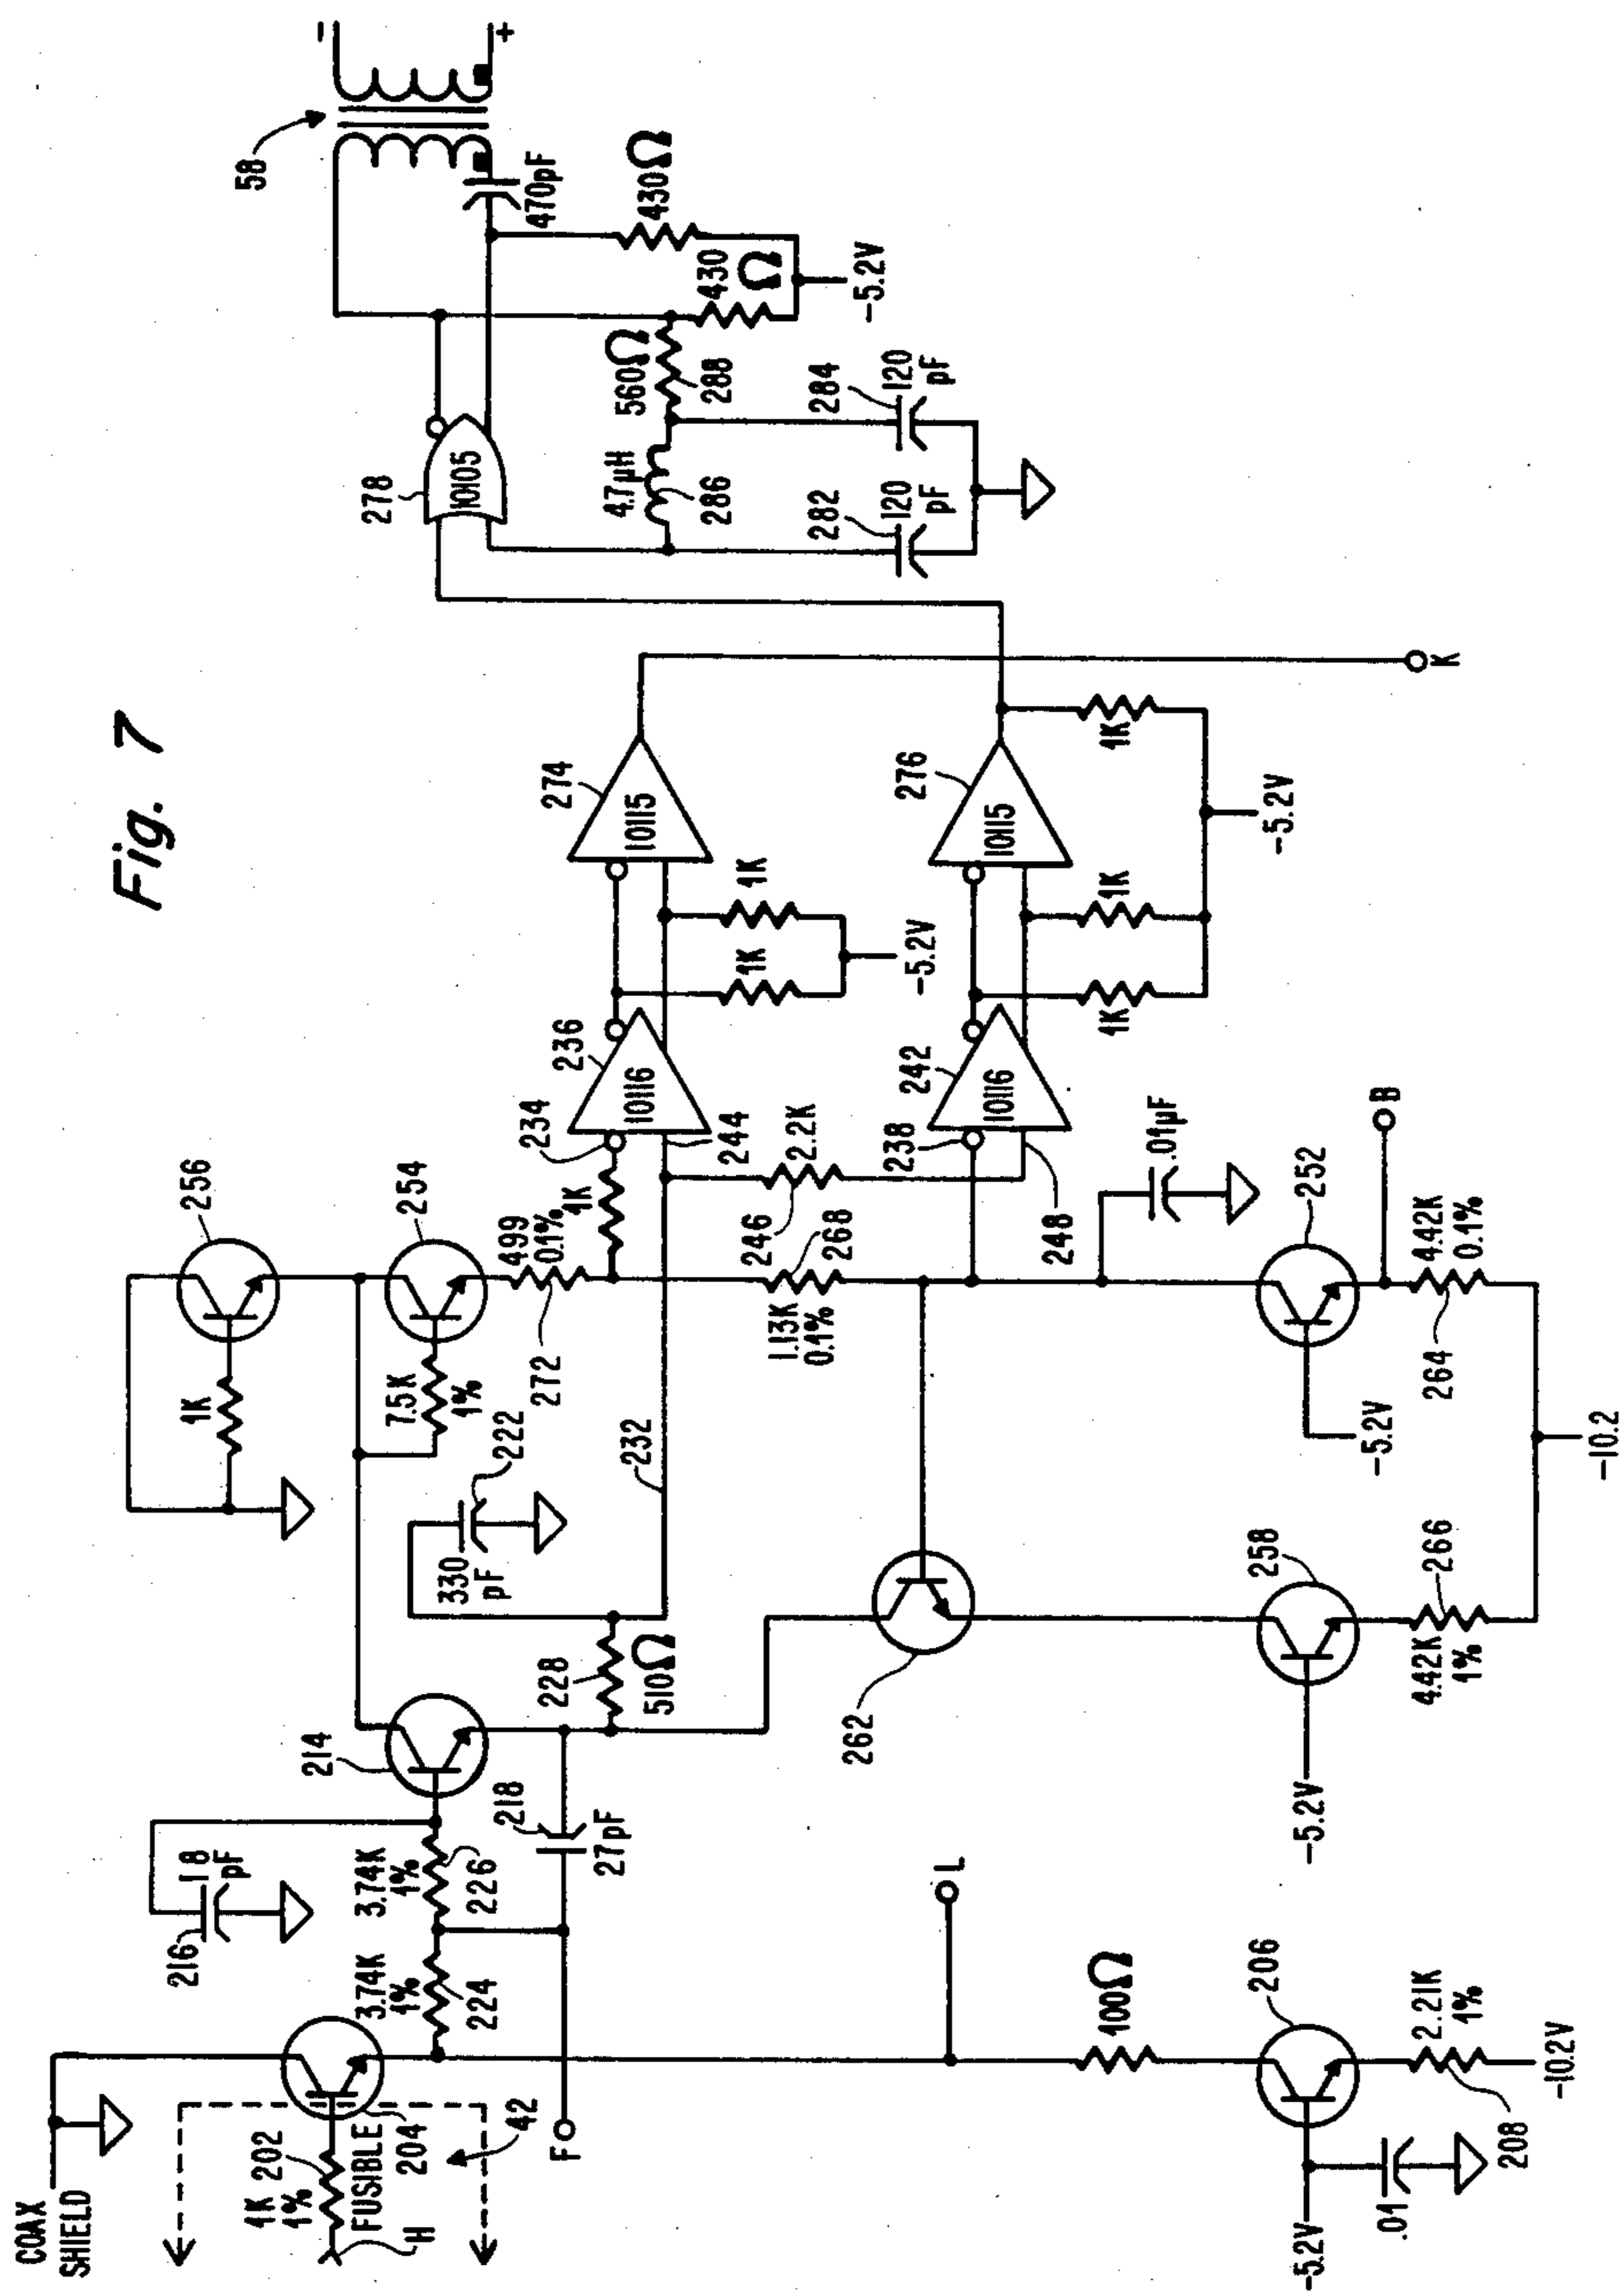 Fig. 7
COAX
SHIELD
1K 202
1%
FUSIBLE
204
H
42
F
216
18
pF
3.74K
1%
224
3.74K
1%
226
214
218
27pF
228
510Ω
330
pF
222
232
1K
256
254
7.5K
1%
499
0.1%
272
1K
234
236
10116
244
274
10115
1K
1K
-5.2V
246
2.2K
268
1.13K
0.1%
238
242
10116
248
276
10115
1K
1K
1K
-5.2V
K
.01µF
252
B
4.42K
0.1%
264
-5.2V
-10.2
262
258
266
4.42K
1%
-5.2V
L
100Ω
206
2.21K
1%
208
-10.2V
-5.2V
.01
278
10105
58
470pF
430Ω
430
Ω
-5.2V
560Ω
288
4.7µH
286
282
120
pF
284
120
pF
-
+